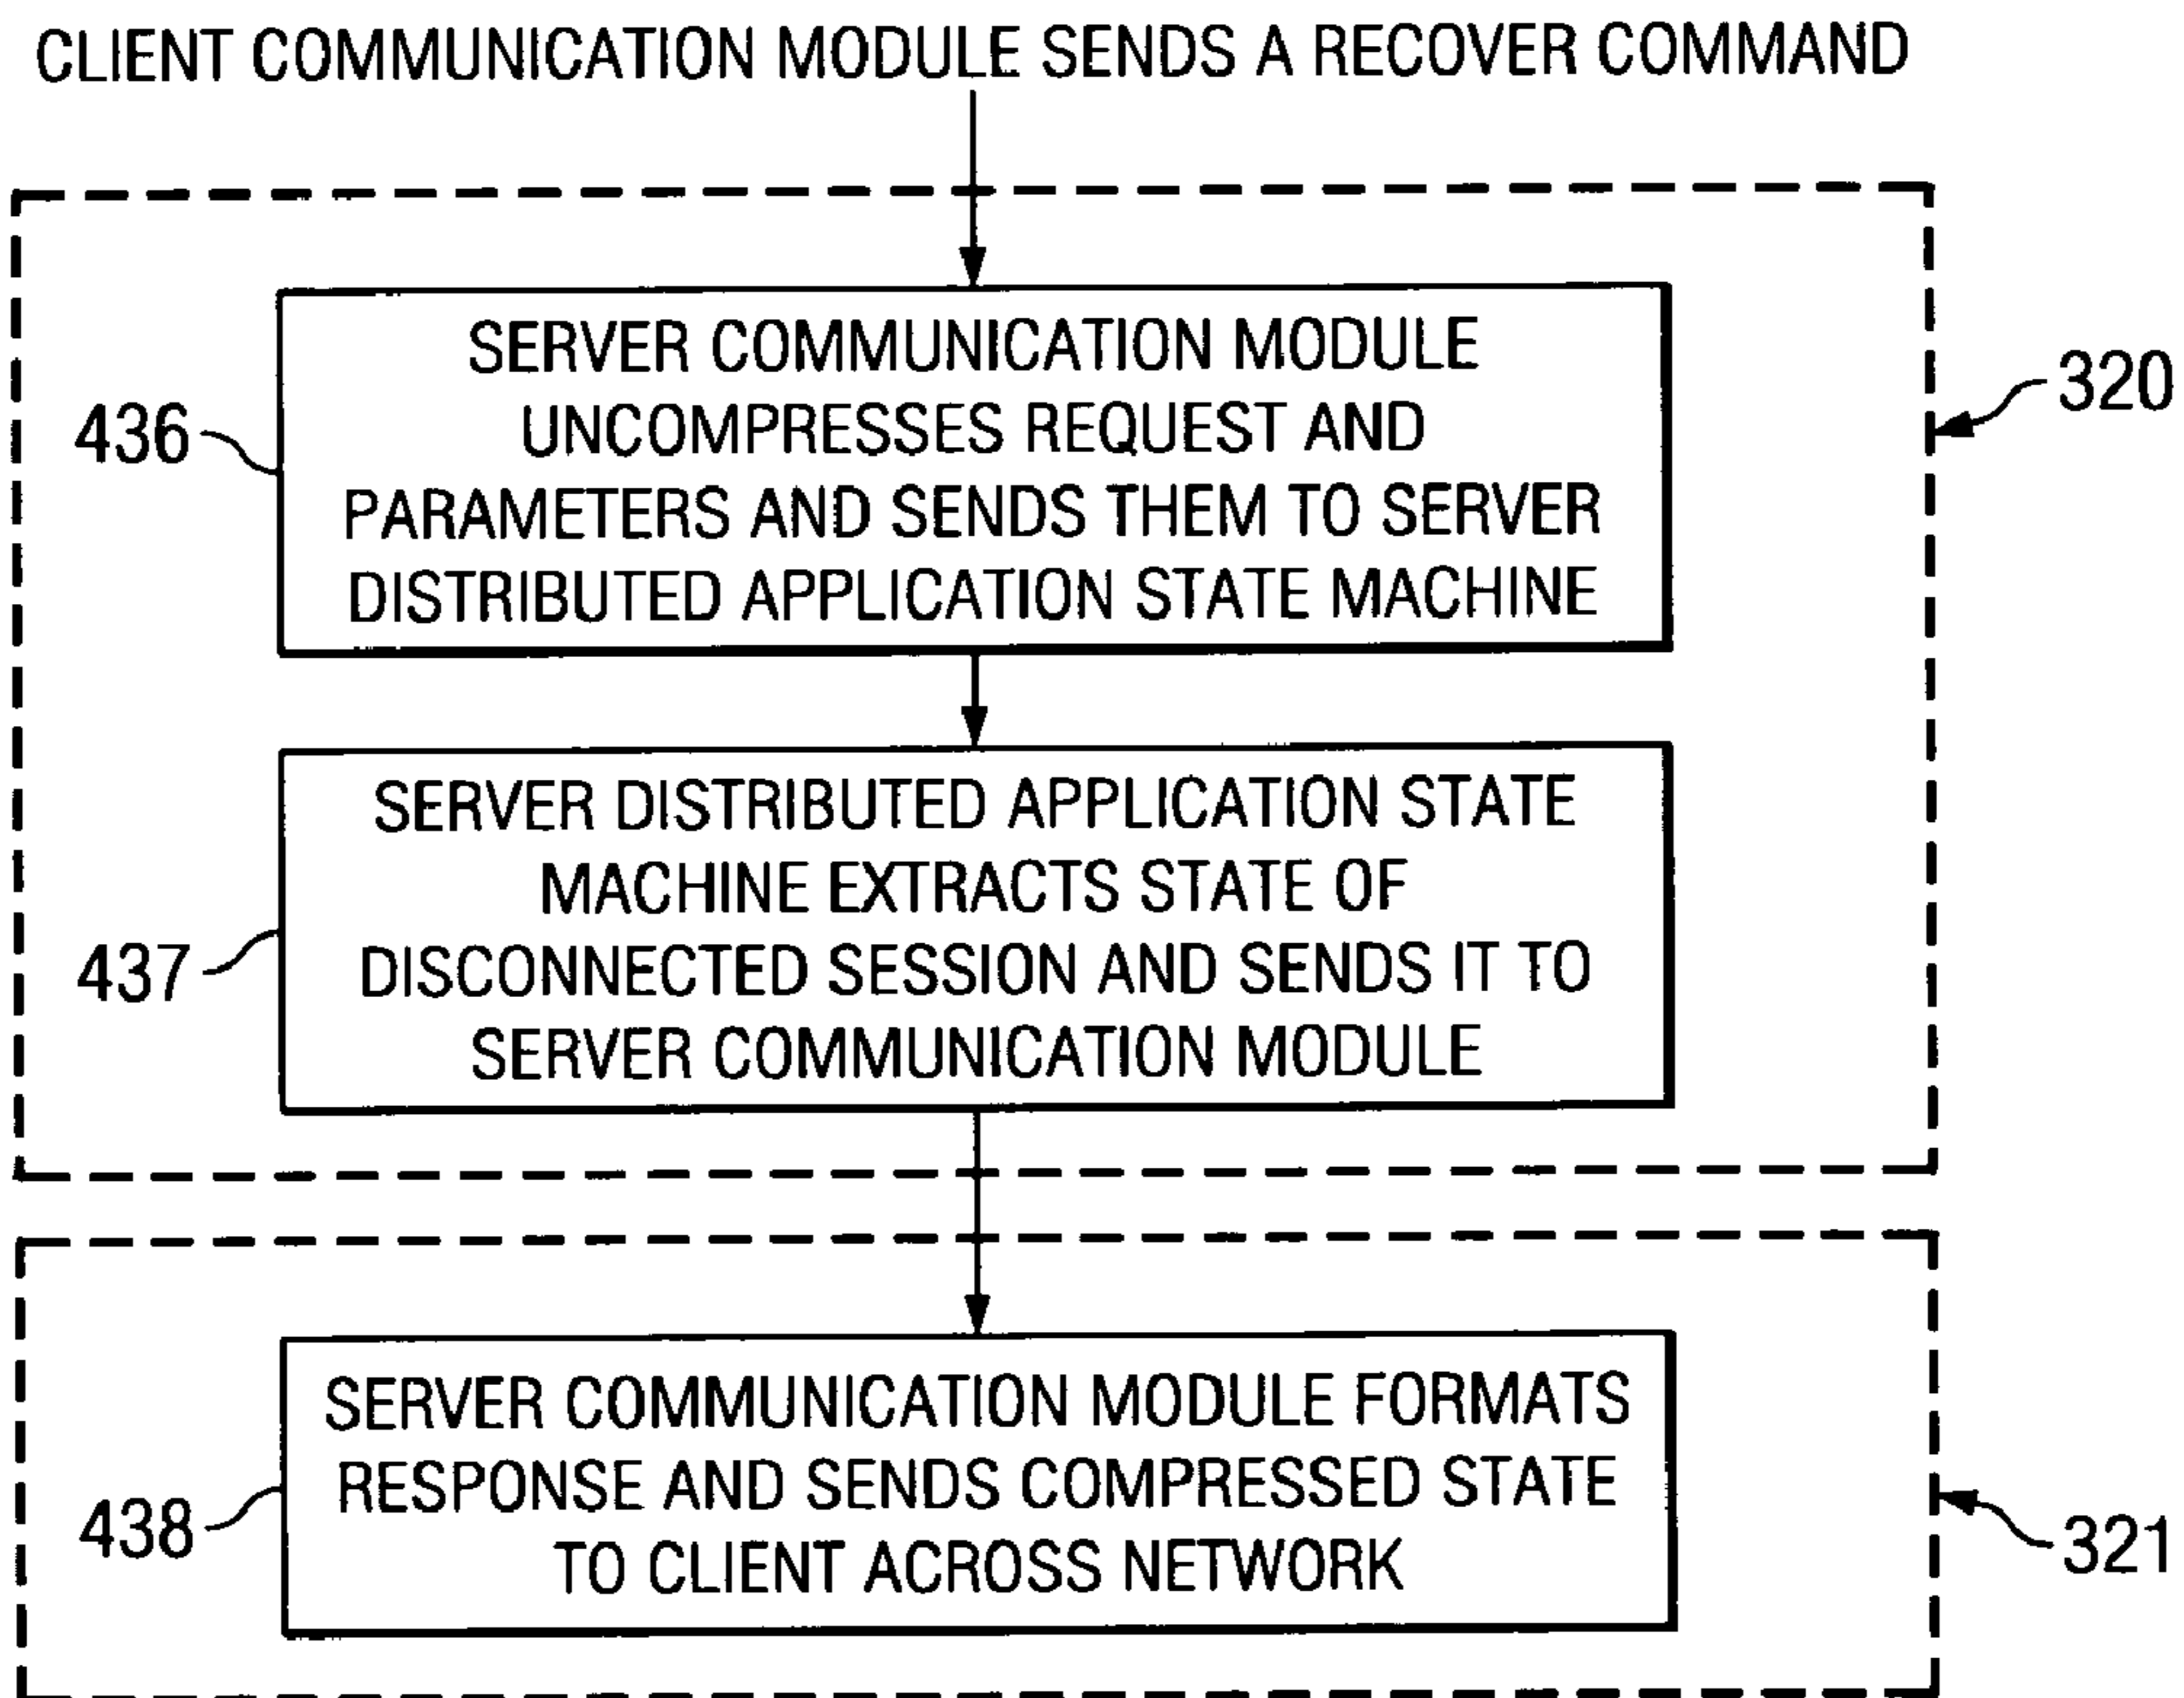 CLIENT COMMUNICATION MODULE SENDS A RECOVER COMMAND
SERVER COMMUNICATION MODULE
UNCOMPRESSES REQUEST AND
PARAMETERS AND SENDS THEM TO SERVER
DISTRIBUTED APPLICATION STATE MACHINE
436
320
SERVER DISTRIBUTED APPLICATION STATE
MACHINE EXTRACTS STATE OF
DISCONNECTED SESSION AND SENDS IT TO
SERVER COMMUNICATION MODULE
437
SERVER COMMUNICATION MODULE FORMATS
RESPONSE AND SENDS COMPRESSED STATE
TO CLIENT ACROSS NETWORK
438
321